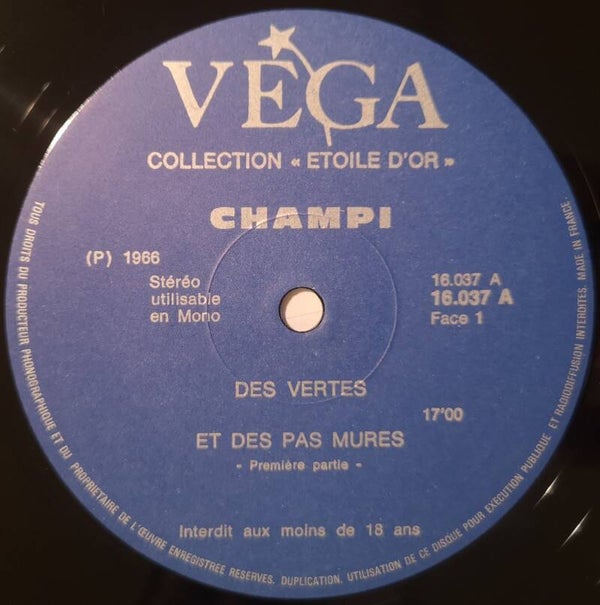 VEGA
COLLECTION « ETOILE D'OR »
CHAMPI
(P) 1966
Stéréo
utilisable
en Mono
16.037 A
16.037 A
Face 1
DES VERTES
17'00
ET DES PAS MURES
- Première partie -
Interdit aux moins de 18 ans
TOUS DROITS DU PRODUCTEUR PHONOGRAPHIQUE ET DU PROPRIETAIRE DE L'ŒUVRE ENREGISTREE RESERVES. DUPLICATION, UTILISATION DE CE DISQUE POUR EXECUTION PUBLIQUE ET RADIODIFFUSION INTERDITES. MADE IN FRANCE.